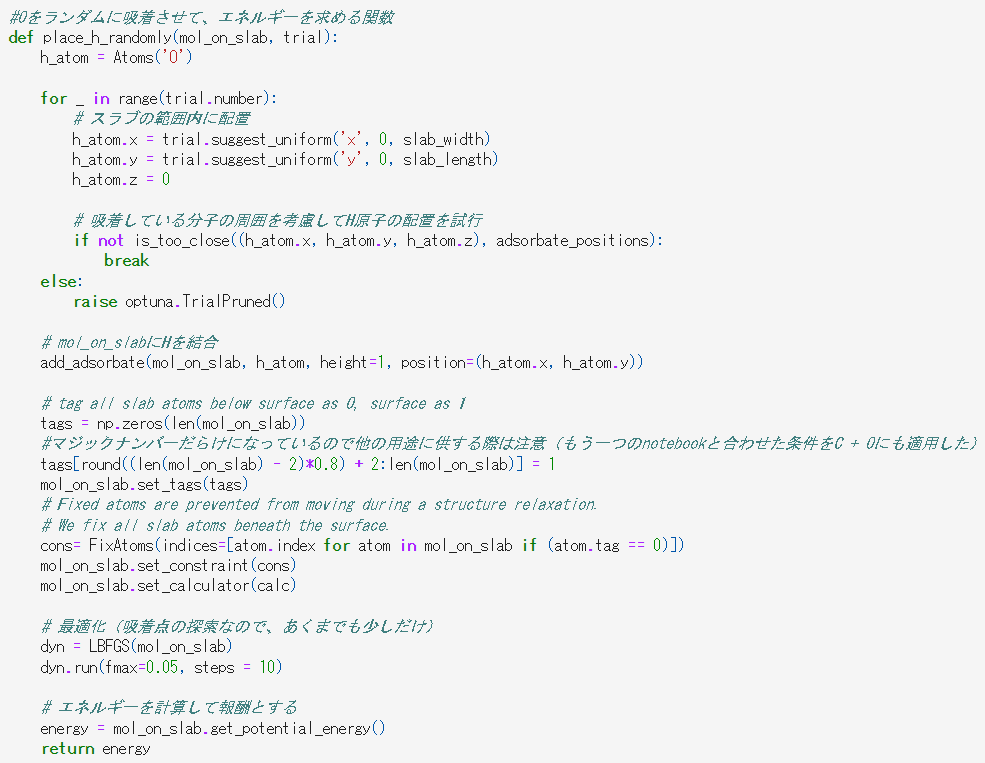 #Oをランダムに吸着させて、エネルギーを求める関数
def place_h_randomly(mol_on_slab, trial):
    h_atom = Atoms('O')

    for _ in range(trial.number):
        # スラブの範囲内に配置
        h_atom.x = trial.suggest_uniform('x', 0, slab_width)
        h_atom.y = trial.suggest_uniform('y', 0, slab_length)
        h_atom.z = 0

        # 吸着している分子の周囲を考慮してH原子の配置を試行
        if not is_too_close((h_atom.x, h_atom.y, h_atom.z), adsorbate_positions):
            break
    else:
        raise optuna.TrialPruned()

    # mol_on_slabにHを結合
    add_adsorbate(mol_on_slab, h_atom, height=1, position=(h_atom.x, h_atom.y))

    # tag all slab atoms below surface as 0, surface as 1
    tags = np.zeros(len(mol_on_slab))
    #マジックナンバーだらけになっているので他の用途に供する際は注意（もう一つのnotebookと合わせた条件をC + Oにも適用した）
    tags[round((len(mol_on_slab) - 2)*0.8) + 2:len(mol_on_slab)] = 1
    mol_on_slab.set_tags(tags)
    # Fixed atoms are prevented from moving during a structure relaxation.
    # We fix all slab atoms beneath the surface.
    cons= FixAtoms(indices=[atom.index for atom in mol_on_slab if (atom.tag == 0)])
    mol_on_slab.set_constraint(cons)
    mol_on_slab.set_calculator(calc)

    # 最適化（吸着点の探索なので、あくまでも少しだけ）
    dyn = LBFGS(mol_on_slab)
    dyn.run(fmax=0.05, steps = 10)

    # エネルギーを計算して報酬とする
    energy = mol_on_slab.get_potential_energy()
    return energy